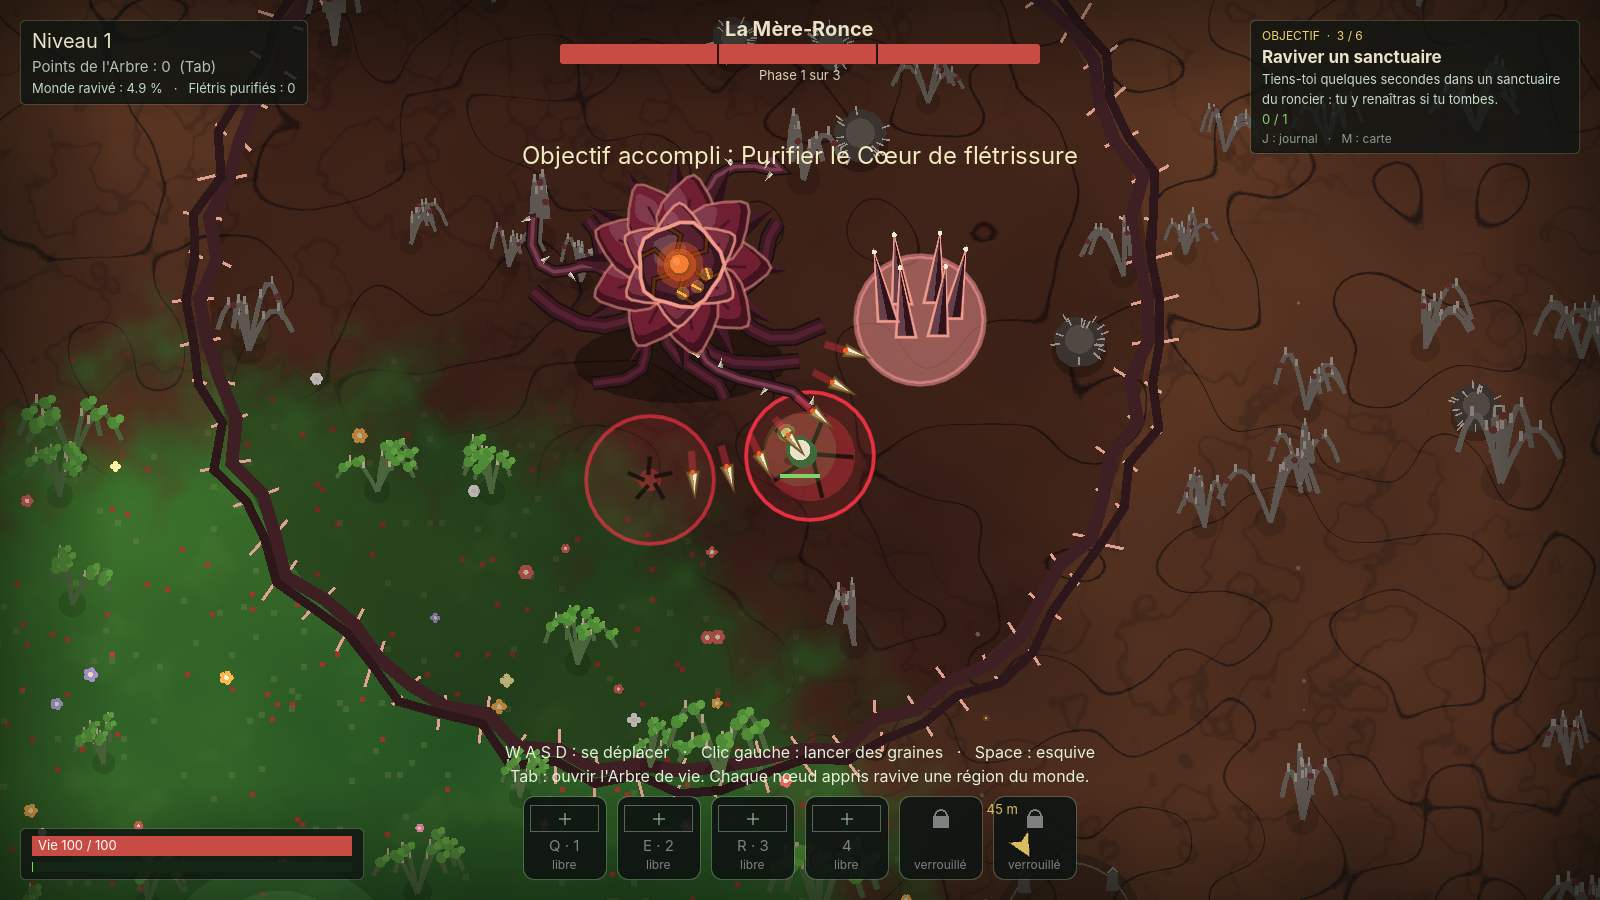 Niveau 1
Points de l'Arbre : 0 (Tab)
Monde ravivé : 4.9 % · Flétris purifiés : 0
La Mère-Ronce
Phase 1 sur 3
OBJECTIF · 3 / 6
Raviver un sanctuaire
Tiens-toi quelques secondes dans un sanctuaire
du roncier : tu y renaîtras si tu tombes.
0 / 1
J : journal · M : carte
Objectif accompli : Purifier le Cœur de flétrissure
W A S D : se déplacer · Clic gauche : lancer des graines · Space : esquive
Tab : ouvrir l'Arbre de vie. Chaque nœud appris ravive une région du monde.
45 m
Vie 100 / 100
Q · 1
libre
E · 2
libre
R · 3
libre
4
libre
verrouillé
verrouillé